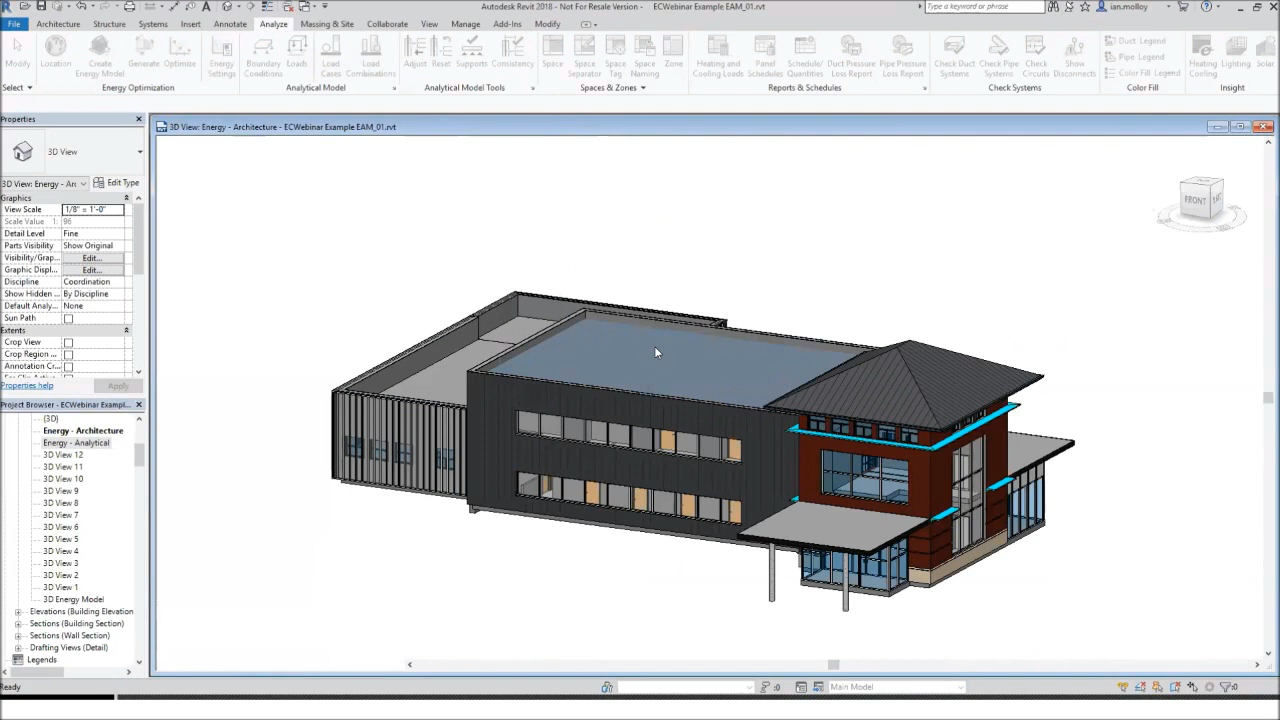 Autodesk Revit 2018 - Not For Resale Version - ECWebinar Example EAM_01.rvt
Type a keyword or phrase
ian.molloy
File Architecture Structure Systems Insert Annotate Analyze Massing & Site Collaborate View Manage Add-Ins Modify
Modify Location Create Energy Model Generate Optimize Energy Settings Boundary Conditions Loads Load Cases Load Combinations Adjust Reset Supports Consistency Space Space Separator Space Tag Space Naming Zone Heating and Cooling Loads Panel Schedules Schedule/ Quantities Duct Pressure Loss Report Pipe Pressure Loss Report Check Duct Systems Check Pipe Systems Check Circuits Show Disconnects Duct Legend Pipe Legend Color Fill Legend Heating Cooling Lighting Solar
Select Energy Optimization Analytical Model Analytical Model Tools Spaces & Zones Reports & Schedules Check Systems Color Fill Insight
Properties
3D View
3D View: Energy - Arc Edit Type
Graphics
View Scale 1/8" = 1'-0"
Scale Value 1: 96
Detail Level Fine
Parts Visibility Show Original
Visibility/Grap... Edit...
Graphic Displ... Edit...
Discipline Coordination
Show Hidden ... By Discipline
Default Analy... None
Sun Path
Extents
Crop View
Crop Region ...
Annotation Cr...
Properties help Apply
Project Browser - ECWebinar Exampl...
{3D}
Energy - Architecture
Energy - Analytical
3D View 12
3D View 11
3D View 10
3D View 9
3D View 8
3D View 7
3D View 6
3D View 5
3D View 4
3D View 3
3D View 2
3D View 1
3D Energy Model
Elevations (Building Elevation
Sections (Building Section)
Sections (Wall Section)
Drafting Views (Detail)
Legends
3D View: Energy - Architecture - ECWebinar Example EAM_01.rvt
FRONT
Ready
:0
Main Model
:0